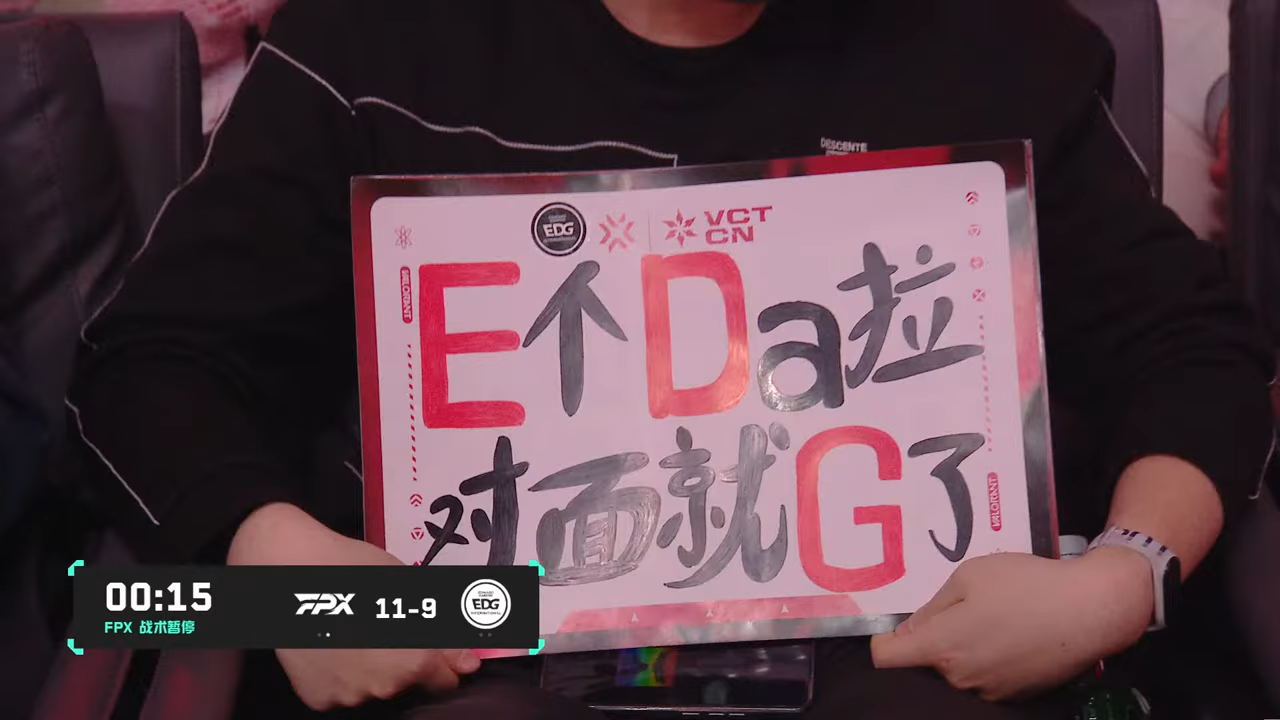 DESCENTE
EDG
VCT
CN
VALORANT
E个Da拉
对面就G了
VALORANT
00:15
FPX 战术暂停
FPX 11-9 EDG